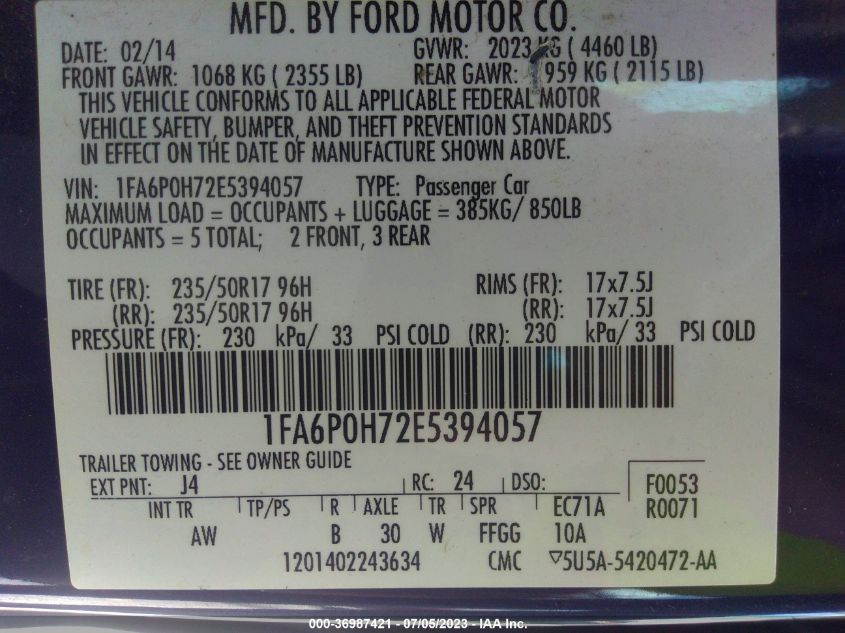 MFD. BY FORD MOTOR CO.
DATE: 02/14 GVWR: 2023 KG ( 4460 LB)
FRONT GAWR: 1068 KG ( 2355 LB) REAR GAWR: 959 KG ( 2115 LB)
THIS VEHICLE CONFORMS TO ALL APPLICABLE FEDERAL MOTOR
VEHICLE SAFETY, BUMPER, AND THEFT PREVENTION STANDARDS
IN EFFECT ON THE DATE OF MANUFACTURE SHOWN ABOVE.
VIN: 1FA6P0H72E5394057 TYPE: Passenger Car
MAXIMUM LOAD = OCCUPANTS + LUGGAGE = 385KG/ 850LB
OCCUPANTS = 5 TOTAL; 2 FRONT, 3 REAR
TIRE (FR): 235/50R17 96H RIMS (FR): 17x7.5J
(RR): 235/50R17 96H (RR): 17x7.5J
PRESSURE (FR): 230 kPa/ 33 PSI COLD (RR): 230 kPa/ 33 PSI COLD
1FA6P0H72E5394057
TRAILER TOWING - SEE OWNER GUIDE
EXT PNT: J4 RC: 24 DSO: F0053
INT TR TP/PS R AXLE TR SPR EC71A R0071
AW B 30 W FFGG 10A
1201402243634 CMC ▽5U5A-5420472-AA
000-36987421 - 07/05/2023 - IAA Inc.